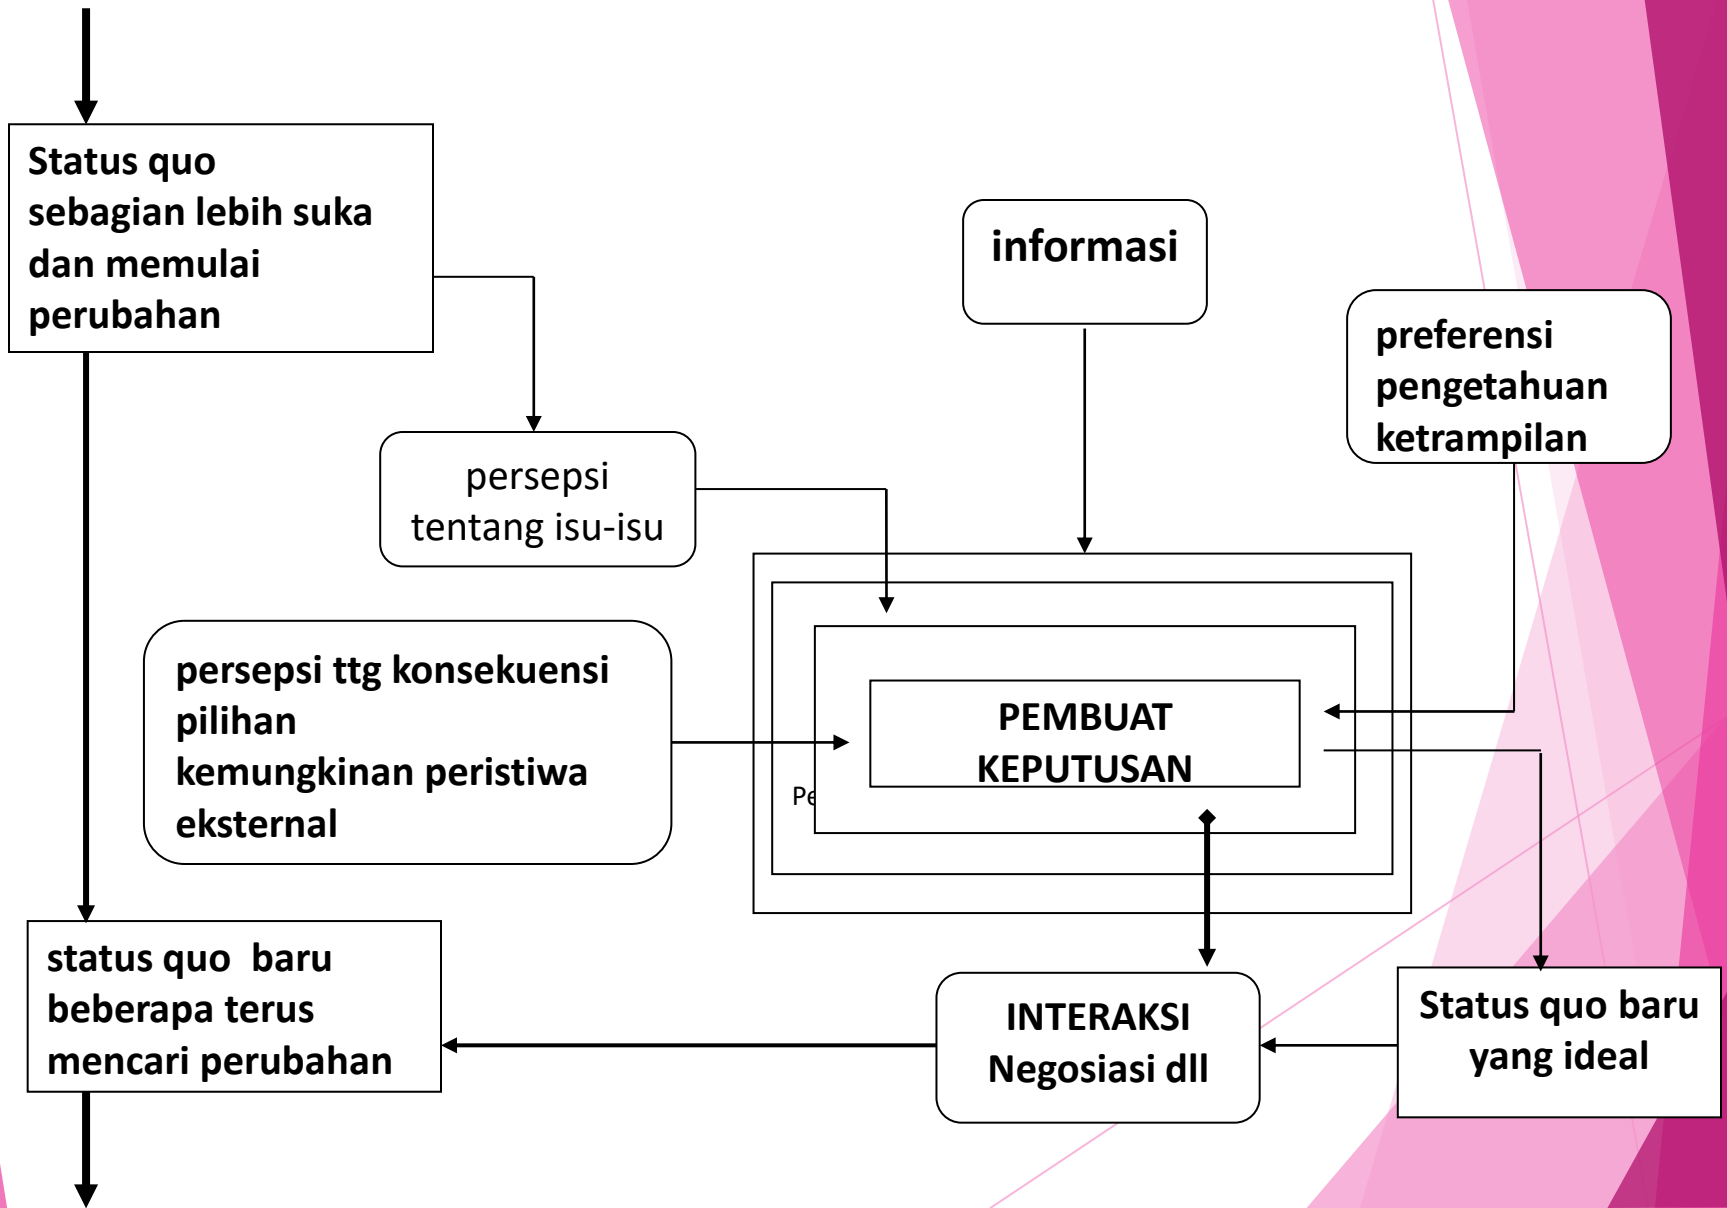 Status quo
sebagian lebih suka
dan memulai
perubahan
informasi
preferensi
pengetahuan
ketrampilan
persepsi
tentang isu-isu
persepsi ttg konsekuensi
pilihan
kemungkinan peristiwa
eksternal
PEMBUAT
KEPUTUSAN
status quo  baru
beberapa terus
mencari perubahan
INTERAKSI
Negosiasi dll
Status quo baru
yang ideal